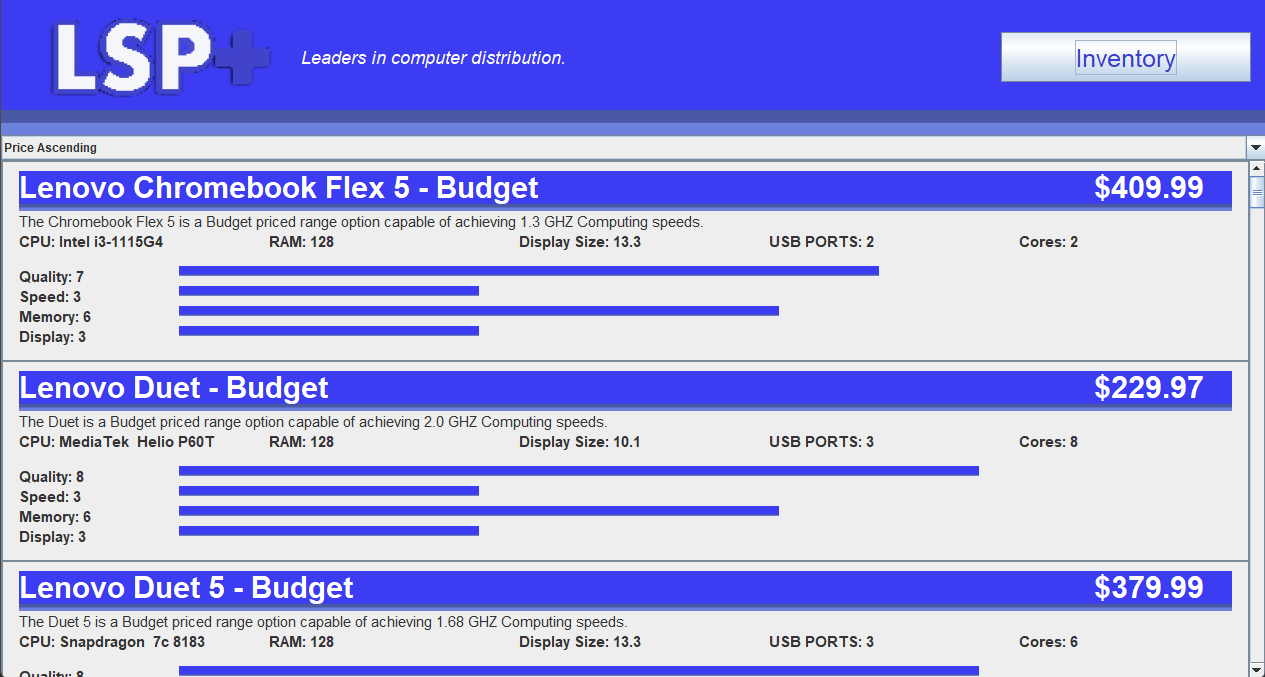 LSP+
Leaders in computer distribution.
Inventory
Price Ascending
Lenovo Chromebook Flex 5 - Budget $409.99
The Chromebook Flex 5 is a Budget priced range option capable of achieving 1.3 GHZ Computing speeds.
CPU: Intel i3-1115G4 RAM: 128 Display Size: 13.3 USB PORTS: 2 Cores: 2
Quality: 7
Speed: 3
Memory: 6
Display: 3
Lenovo Duet - Budget $229.97
The Duet is a Budget priced range option capable of achieving 2.0 GHZ Computing speeds.
CPU: MediaTek  Helio P60T RAM: 128 Display Size: 10.1 USB PORTS: 3 Cores: 8
Quality: 8
Speed: 3
Memory: 6
Display: 3
Lenovo Duet 5 - Budget $379.99
The Duet 5 is a Budget priced range option capable of achieving 1.68 GHZ Computing speeds.
CPU: Snapdragon  7c 8183 RAM: 128 Display Size: 13.3 USB PORTS: 3 Cores: 6
Quality: 8